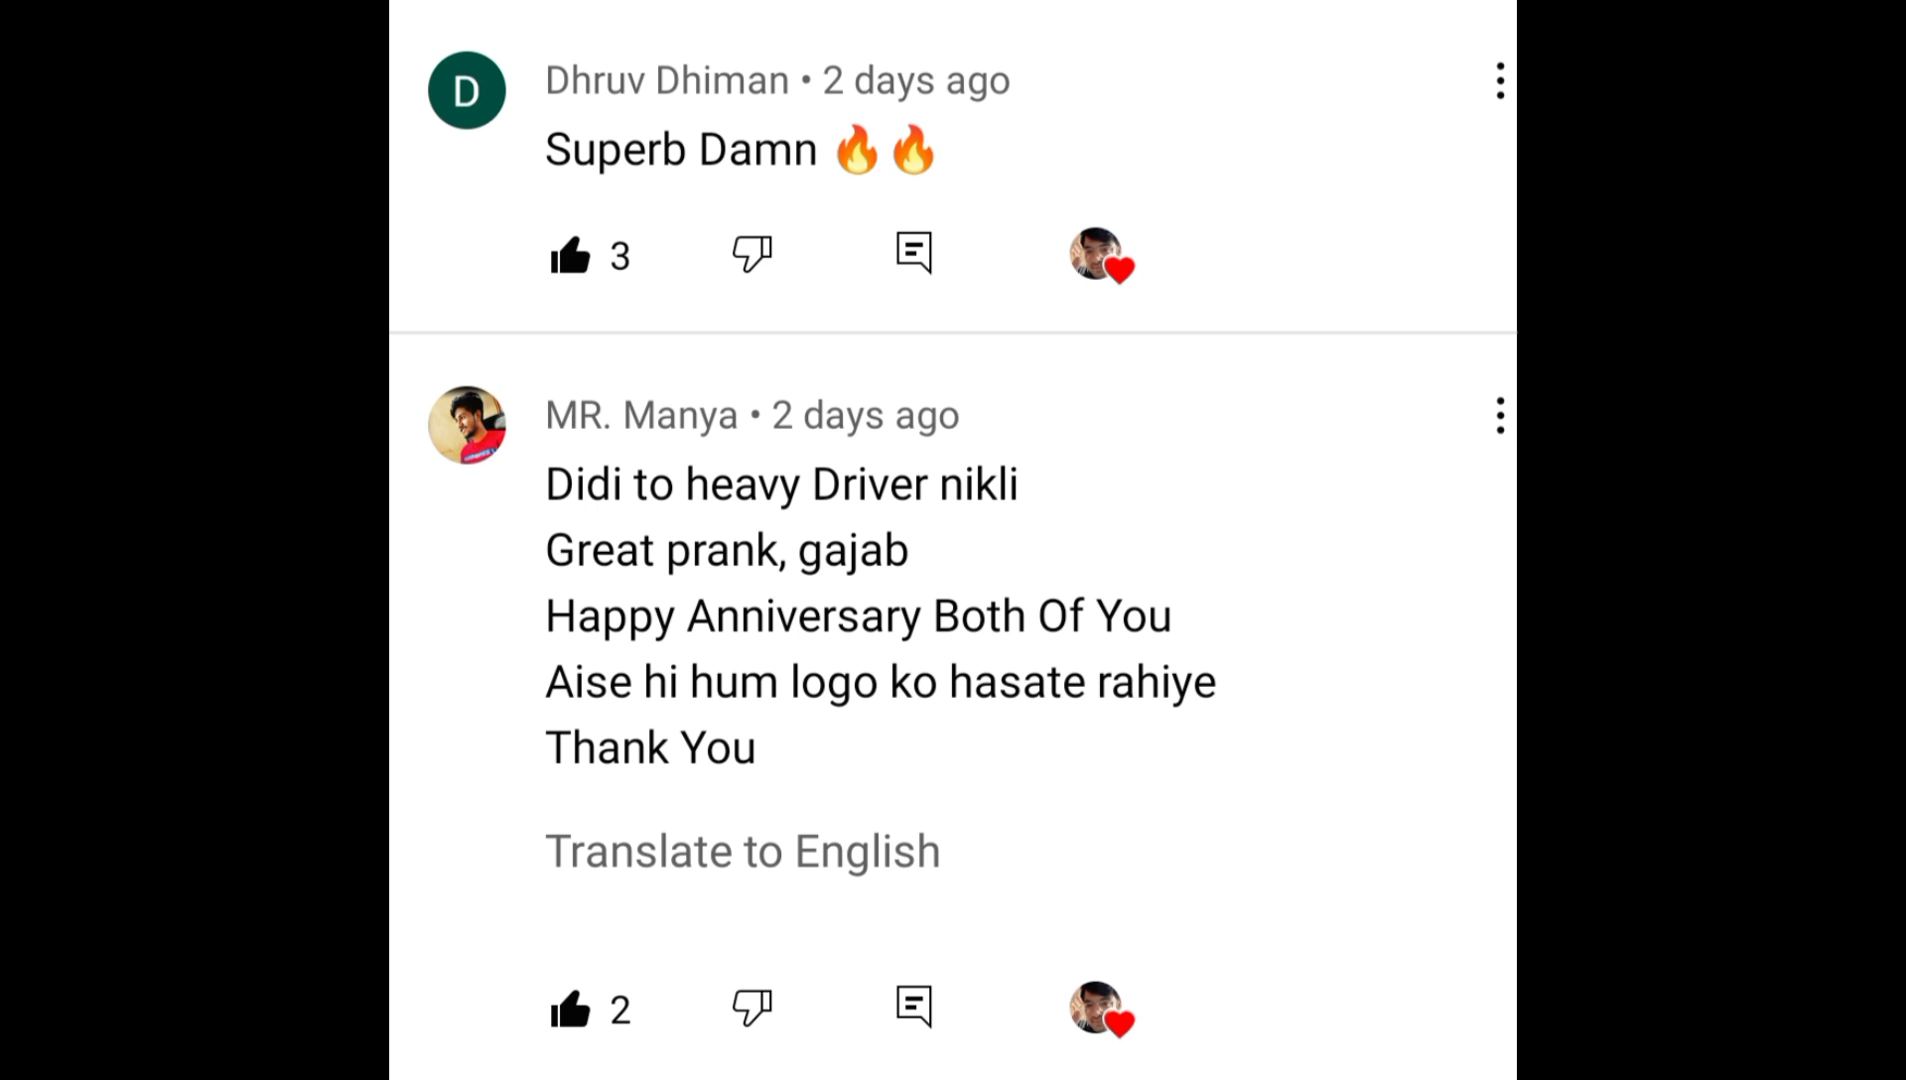 D
Dhruv Dhiman • 2 days ago
Superb Damn 🔥🔥
3
MR. Manya • 2 days ago
Didi to heavy Driver nikli
Great prank, gajab
Happy Anniversary Both Of You
Aise hi hum logo ko hasate rahiye
Thank You
Translate to English
2